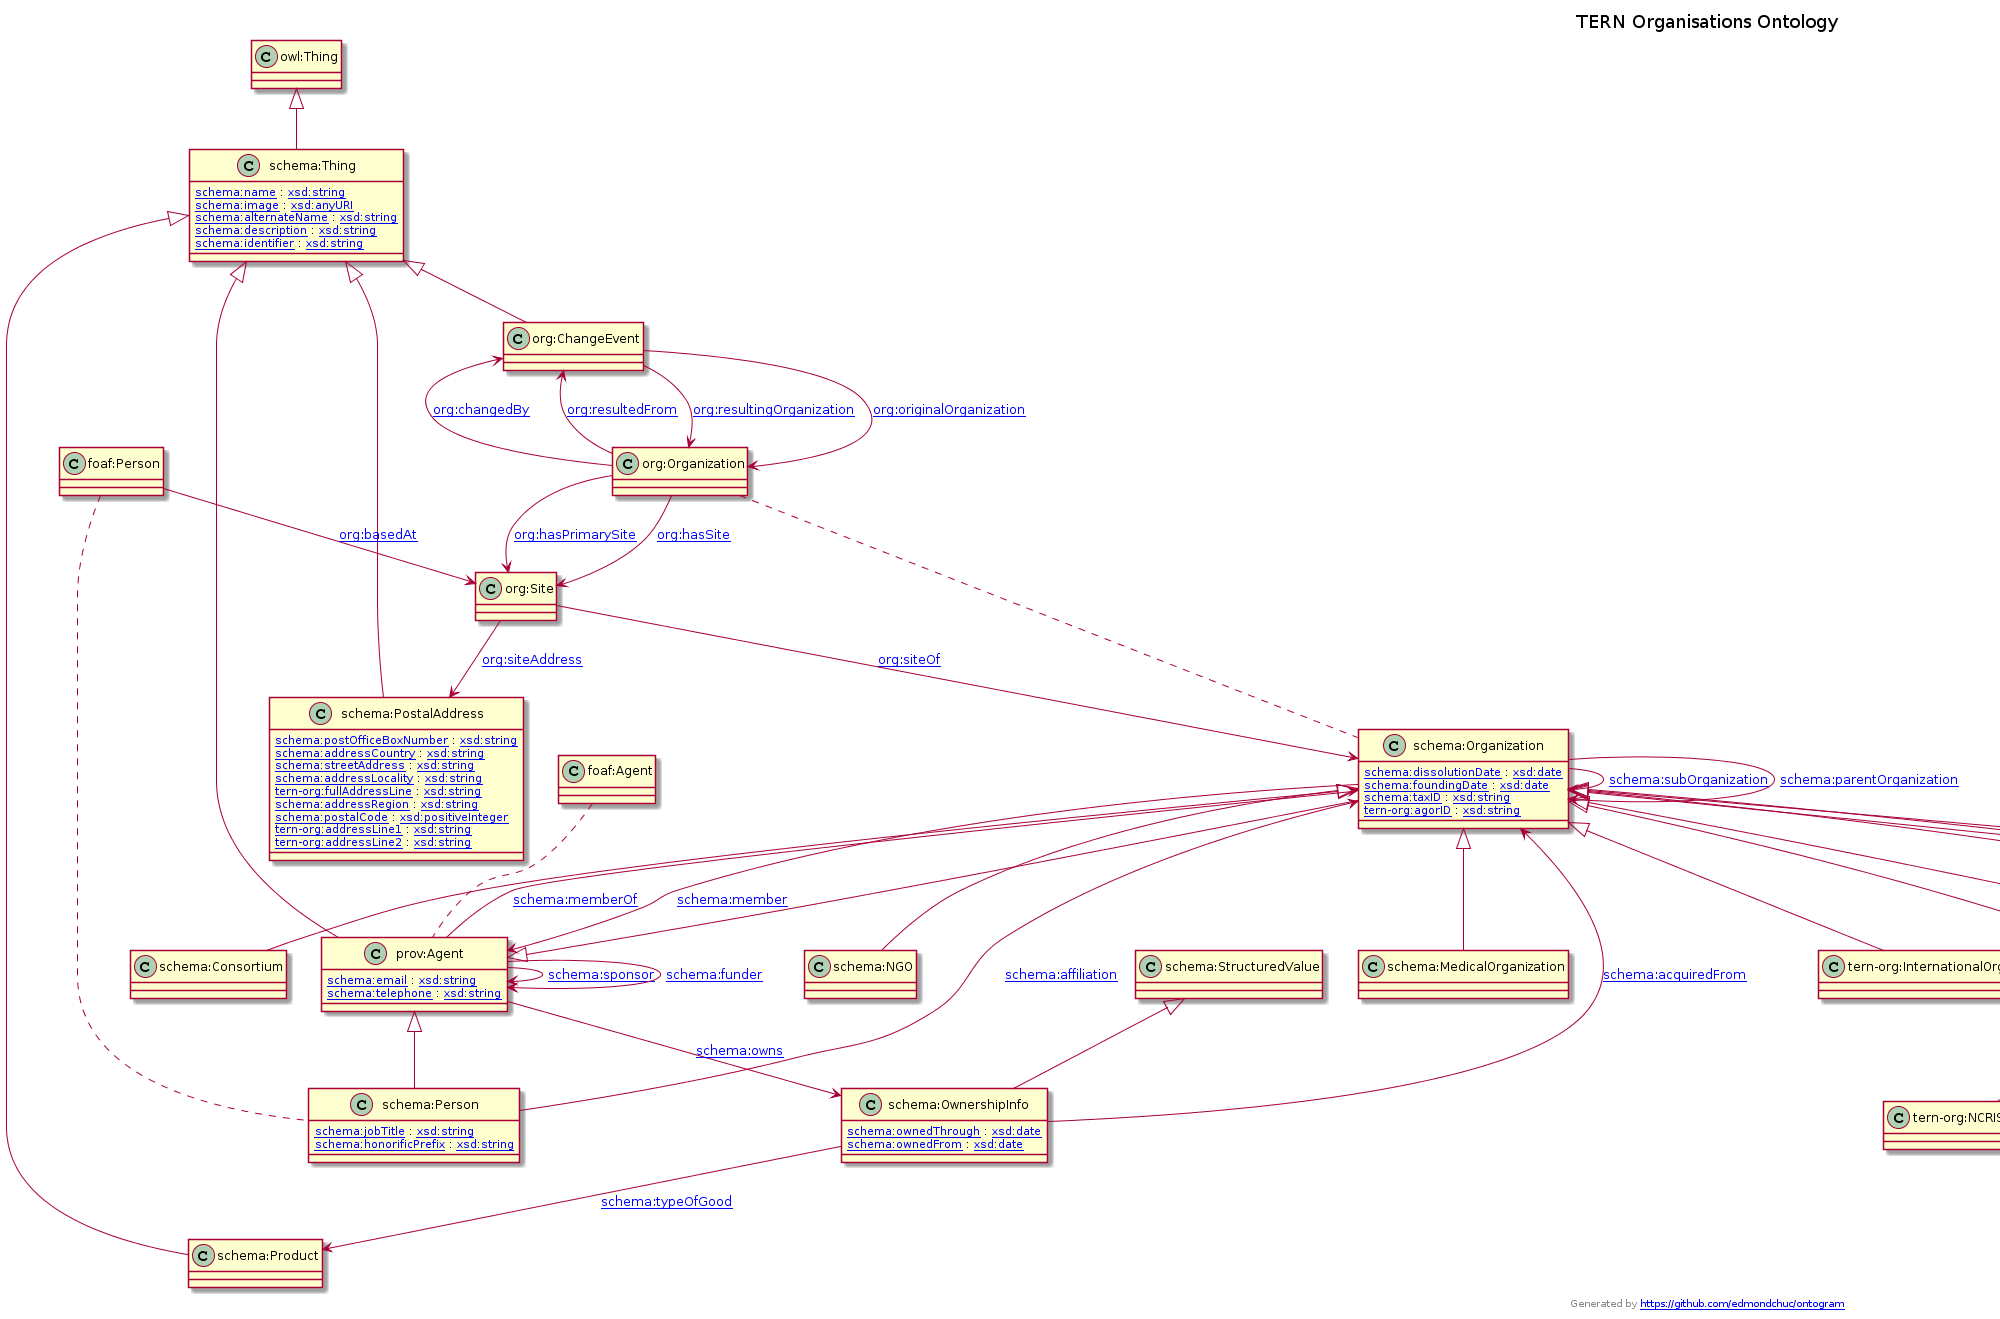 TERN Organisations Ontology
C owl:Thing
C schema:Thing
schema:name : xsd:string
schema:image : xsd:anyURI
schema:alternateName : xsd:string
schema:description : xsd:string
schema:identifier : xsd:string
C org:ChangeEvent
org:changedBy
org:resultedFrom
org:resultingOrganization
org:originalOrganization
C foaf:Person
C org:Organization
org:basedAt
org:hasPrimarySite
org:hasSite
C org:Site
org:siteAddress
org:siteOf
C schema:PostalAddress
schema:postOfficeBoxNumber : xsd:string
schema:addressCountry : xsd:string
schema:streetAddress : xsd:string
schema:addressLocality : xsd:string
tern-org:fullAddressLine : xsd:string
schema:addressRegion : xsd:string
schema:postalCode : xsd:positiveInteger
tern-org:addressLine1 : xsd:string
tern-org:addressLine2 : xsd:string
C foaf:Agent
C schema:Organization
schema:dissolutionDate : xsd:date
schema:foundingDate : xsd:date
schema:taxID : xsd:string
tern-org:agorID : xsd:string
schema:subOrganization
schema:parentOrganization
schema:memberOf
schema:member
C schema:Consortium
C prov:Agent
schema:email : xsd:string
schema:telephone : xsd:string
schema:sponsor
schema:funder
C schema:NGO
schema:affiliation
C schema:StructuredValue
C schema:MedicalOrganization
schema:acquiredFrom
C tern-org:InternationalOrg
schema:owns
C schema:Person
schema:jobTitle : xsd:string
schema:honorificPrefix : xsd:string
C schema:OwnershipInfo
schema:ownedThrough : xsd:date
schema:ownedFrom : xsd:date
C tern-org:NCRIS
schema:typeOfGood
C schema:Product
Generated by https://github.com/edmondchuc/ontogram